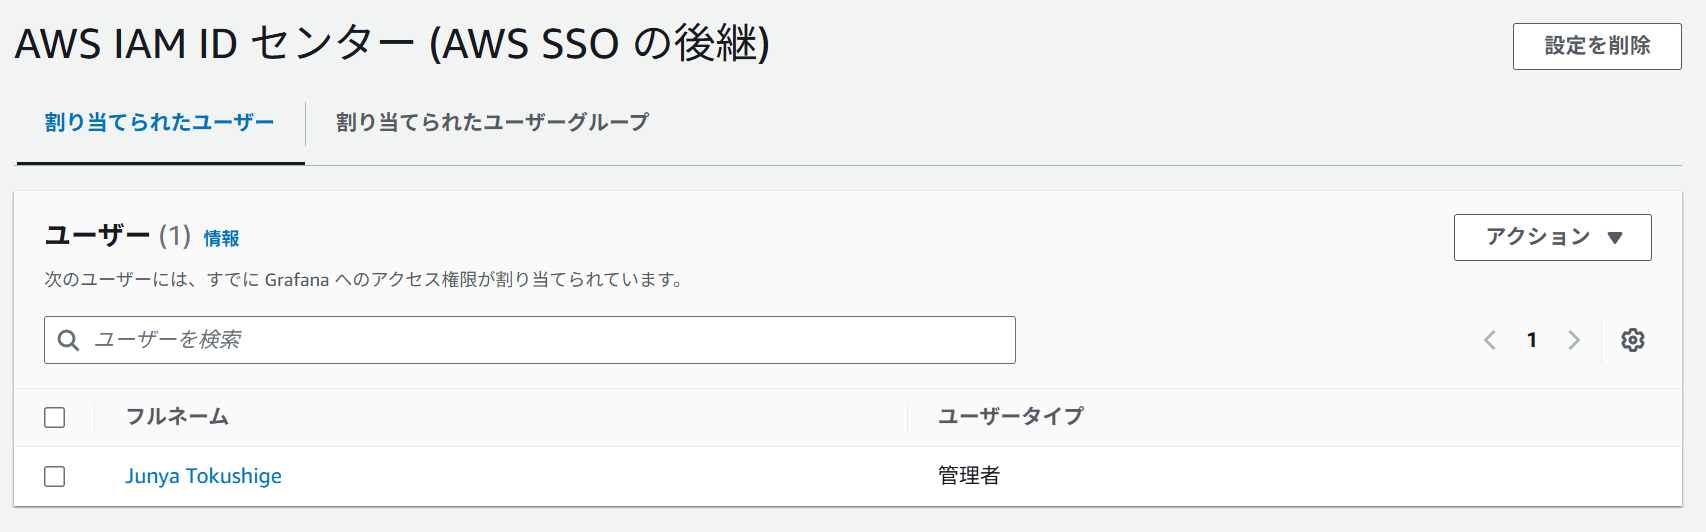 AWS IAM ID センター (AWS SSO の後継)
設定を削除
割り当てられたユーザー
割り当てられたユーザーグループ
ユーザー (1) 情報
アクション
次のユーザーには、すでに Grafana へのアクセス権限が割り当てられています。
ユーザーを検索
1
フルネーム
ユーザータイプ
Junya Tokushige
管理者